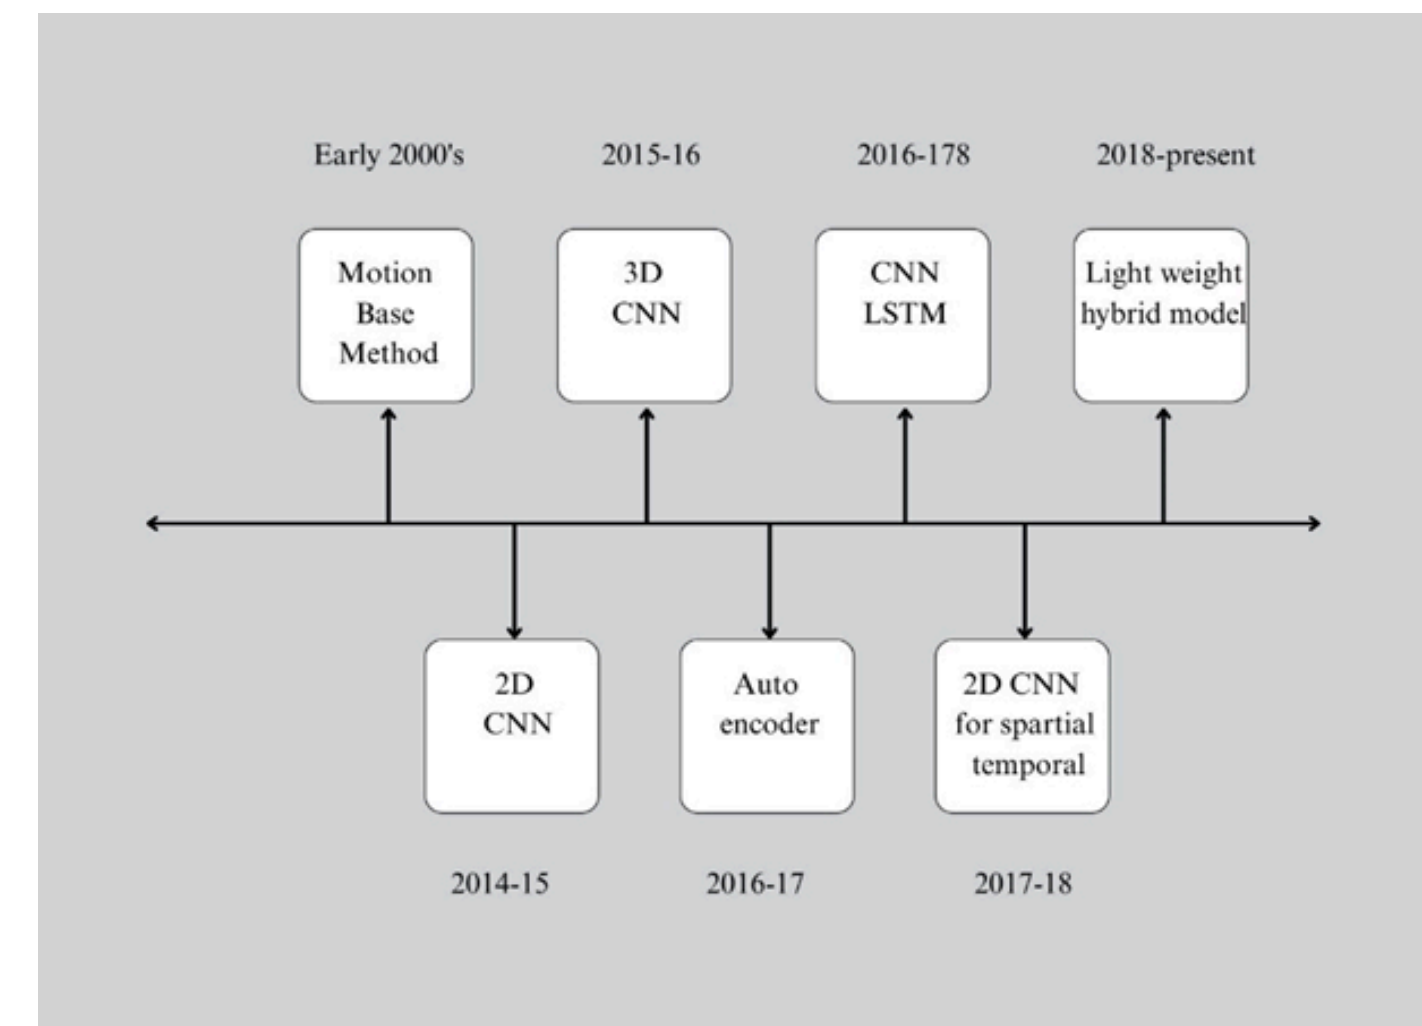 Early 2000's
2015-16
2016-178
2018-present
Motion
Base
Method
3D
CNN
CNN
LSTM
Light weight
hybrid model
2D
CNN
Auto
encoder
2D CNN
for spartial
temporal
2014-15
2016-17
2017-18